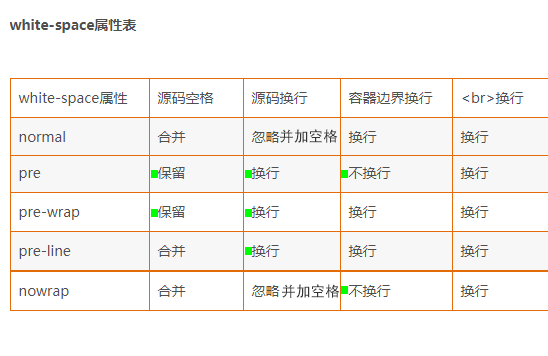 white-space属性表
white-space属性 源码空格 源码换行 容器边界换行 <br>换行
normal 合并 忽略并加空格 换行 换行
pre 保留 换行 不换行 换行
pre-wrap 保留 换行 换行 换行
pre-line 合并 换行 换行 换行
nowrap 合并 忽略并加空格 不换行 换行